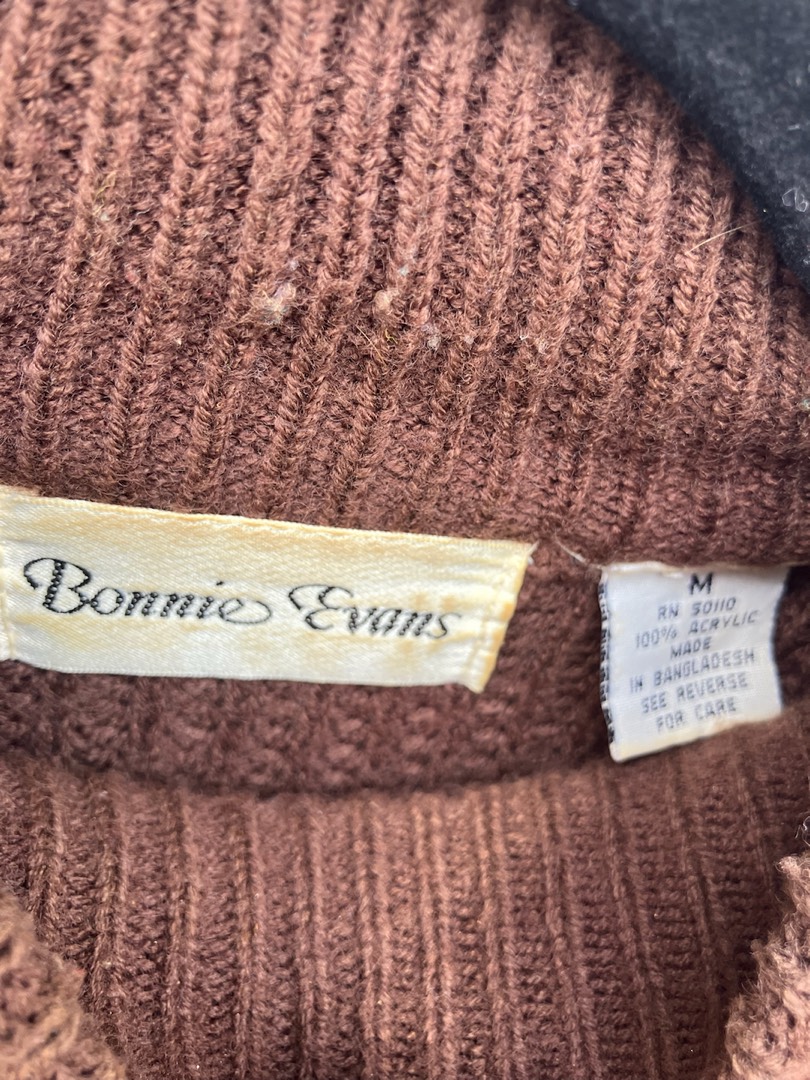 Bonnie Evans
M
RN 50110
100% ACRYLIC
MADE
IN BANGLADESH
SEE REVERSE
FOR CARE